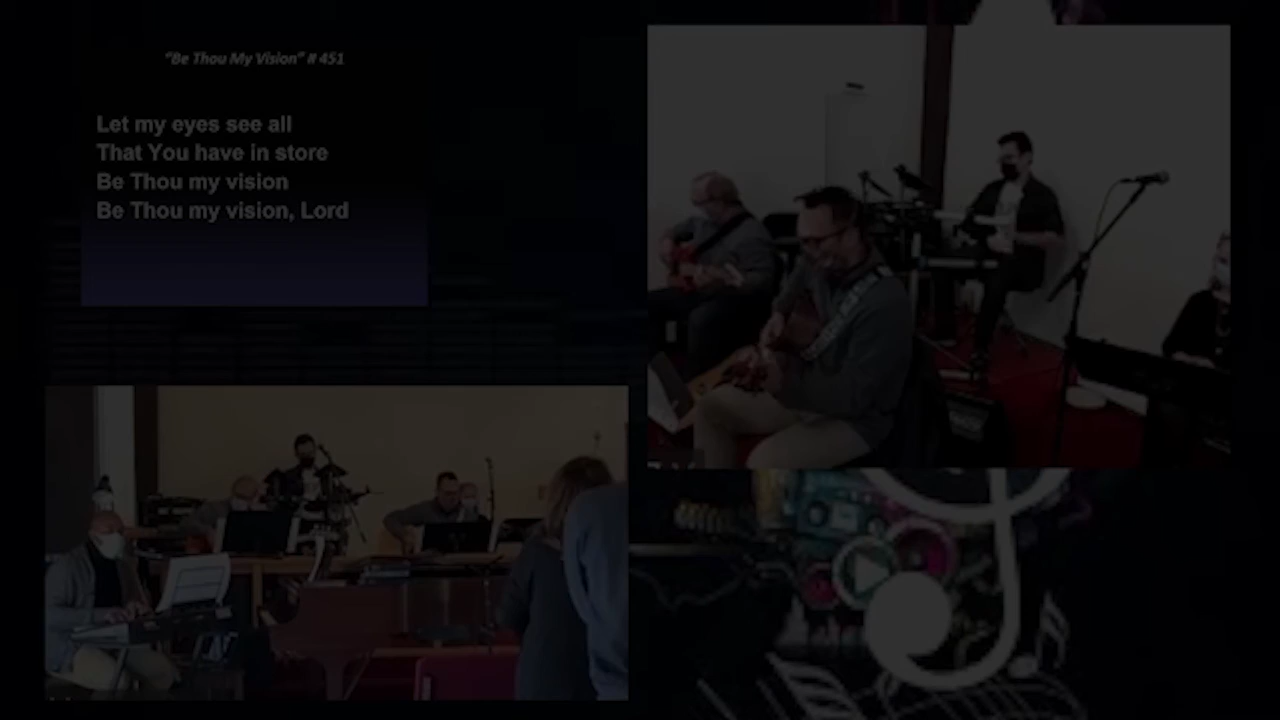 "Be Thou My Vision" # 451
Let my eyes see all
That You have in store
Be Thou my vision
Be Thou my vision, Lord